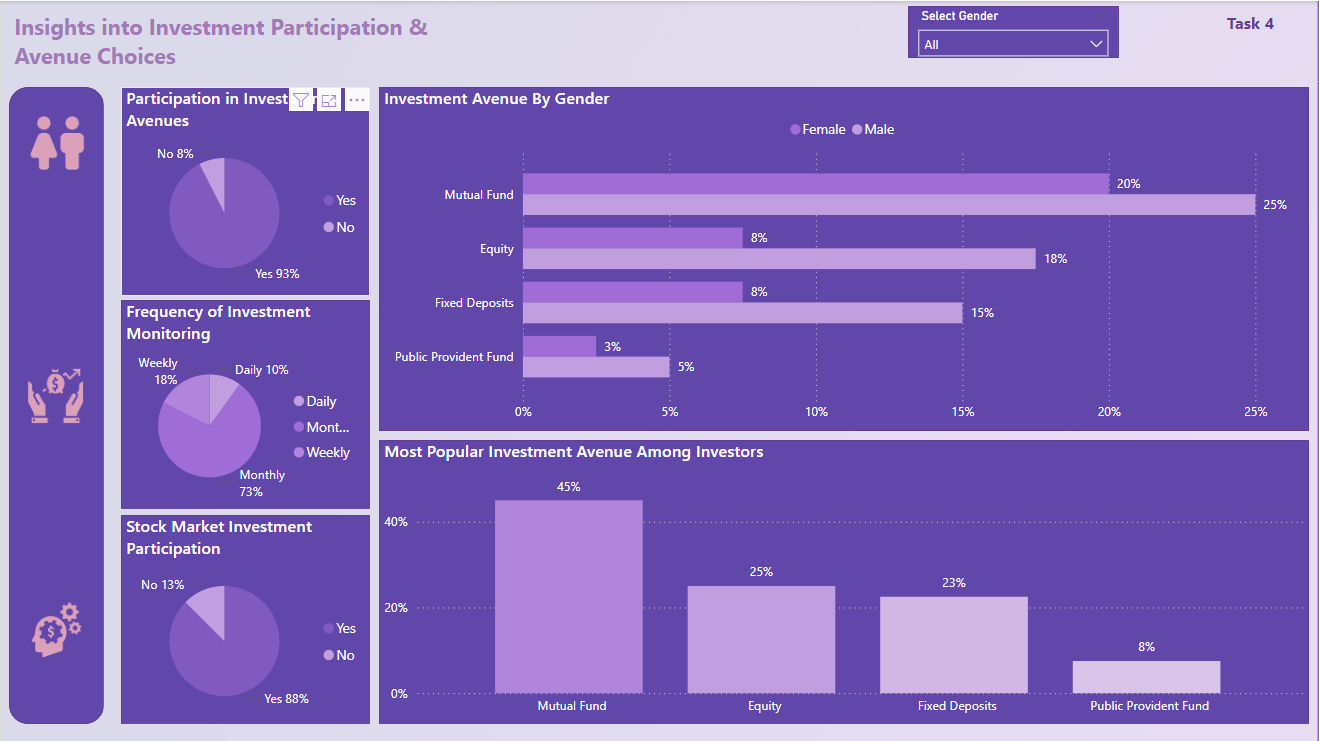 Insights into Investment Participation &
Avenue Choices
Select Gender
All
Task 4
Participation in Invest
Avenues
No 8%
Yes
No
Yes 93%
Frequency of Investment
Monitoring
Weekly
18%
Daily 10%
Daily
Mont...
Weekly
Monthly
73%
Stock Market Investment
Participation
No 13%
Yes
No
Yes 88%
Investment Avenue By Gender
Female Male
Mutual Fund
20%
25%
Equity
8%
18%
Fixed Deposits
8%
15%
Public Provident Fund
3%
5%
0% 5% 10% 15% 20% 25%
Most Popular Investment Avenue Among Investors
45%
40%
25%
23%
20%
8%
0%
Mutual Fund Equity Fixed Deposits Public Provident Fund